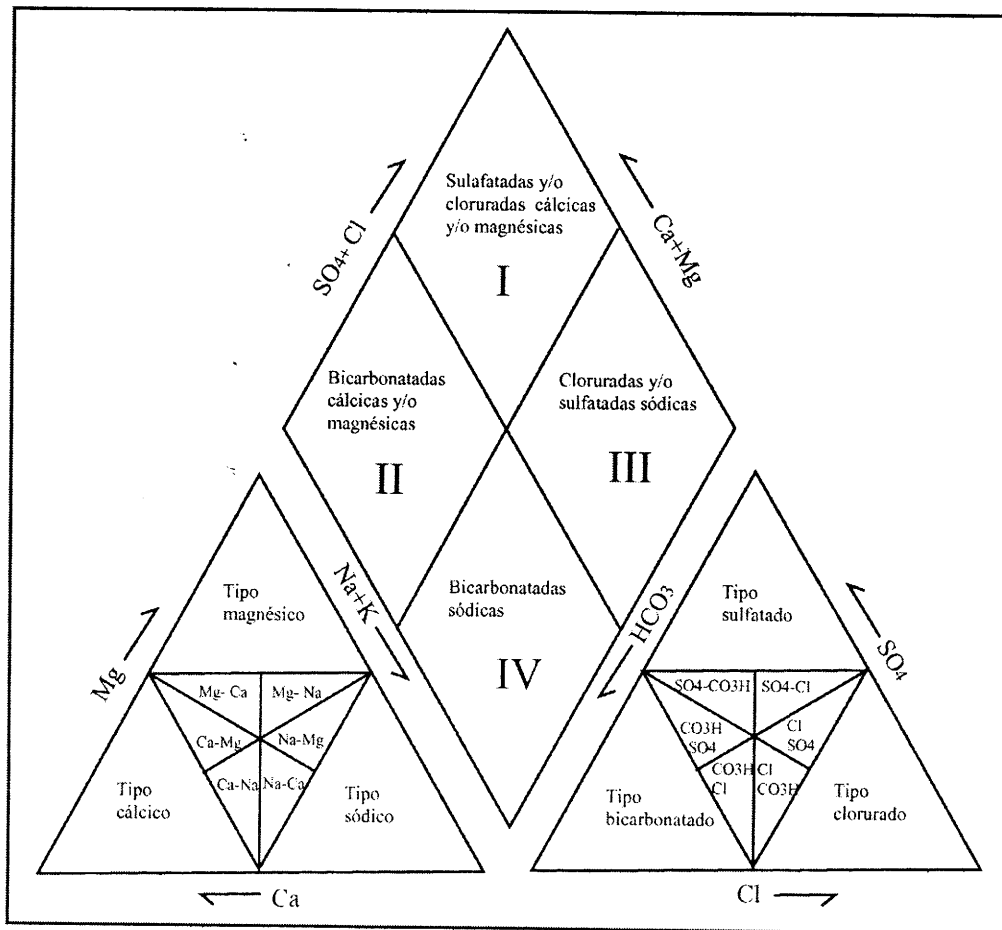 Sulafatadas y/o
cloruradas cálcicas
y/o magnésicas
I
SO₄+ Cl
Ca+Mg
Bicarbonatadas
cálcicas y/o
magnésicas
II
Cloruradas y/o
sulfatadas sódicas
III
Bicarbonatadas
sódicas
IV
Na+K
HCO₃
Mg
SO₄
Tipo
magnésico
Mg- Ca
Mg- Na
Ca-Mg
Na-Mg
Ca-Na
Na-Ca
Tipo
cálcico
Tipo
sódico
Ca
Tipo
sulfatado
SO4-CO3H
SO4-Cl
CO3H
SO4
Cl
SO4
CO3H
Cl
Cl
CO3H
Tipo
bicarbonatado
Tipo
clorurado
Cl